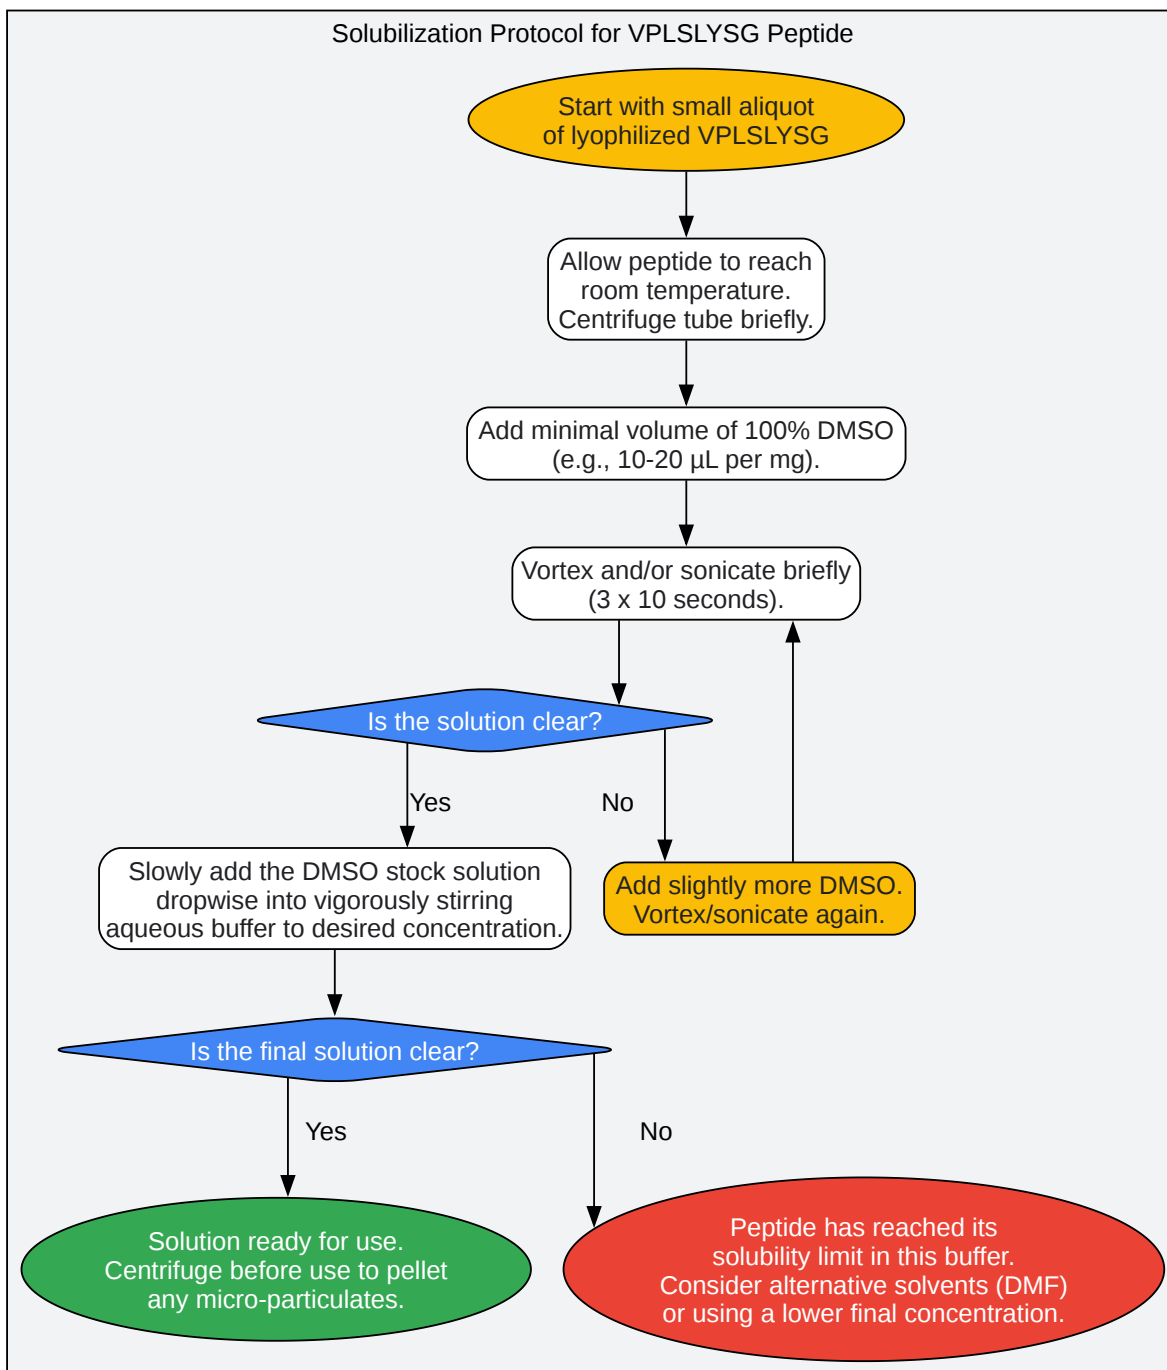 Solubilization Protocol for VPLSLYSG Peptide
Start with small aliquot
of lyophilized VPLSLYSG
Allow peptide to reach
room temperature.
Centrifuge tube briefly.
Add minimal volume of 100% DMSO
(e.g., 10-20 µL per mg).
Vortex and/or sonicate briefly
(3 x 10 seconds).
Is the solution clear?
Yes
No
Slowly add the DMSO stock solution
dropwise into vigorously stirring
aqueous buffer to desired concentration.
Add slightly more DMSO.
Vortex/sonicate again.
Is the final solution clear?
Yes
No
Solution ready for use.
Centrifuge before use to pellet
any micro-particulates.
Peptide has reached its
solubility limit in this buffer.
Consider alternative solvents (DMF)
or using a lower final concentration.